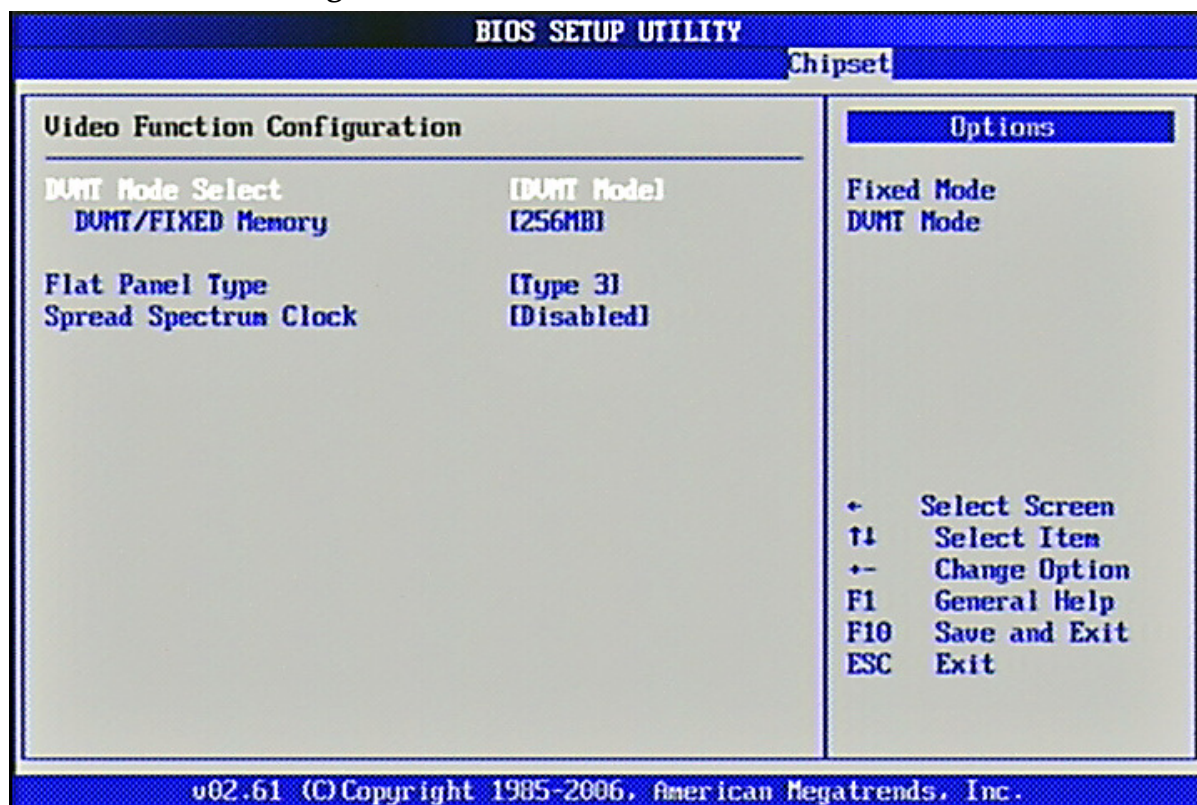 BIOS SETUP UTILITY
Chipset
Video Function Configuration
DVMT Mode Select [DVMT Mode]
DVMT/FIXED Memory [256MB]
Flat Panel Type [Type 3]
Spread Spectrum Clock [Disabled]
Options
Fixed Mode
DVMT Mode
← Select Screen
↑↓ Select Item
+- Change Option
F1 General Help
F10 Save and Exit
ESC Exit
v02.61 (C)Copyright 1985-2006, American Megatrends, Inc.